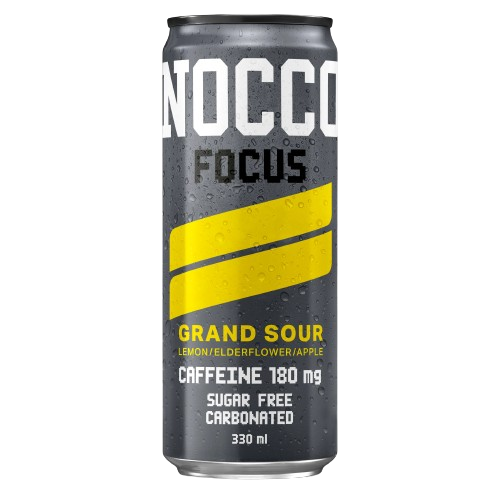 NOCCO
FOCUS
GRAND SOUR
LEMON/ELDERFLOWER/APPLE
CAFFEINE 180 mg
SUGAR FREE
CARBONATED
330 ml